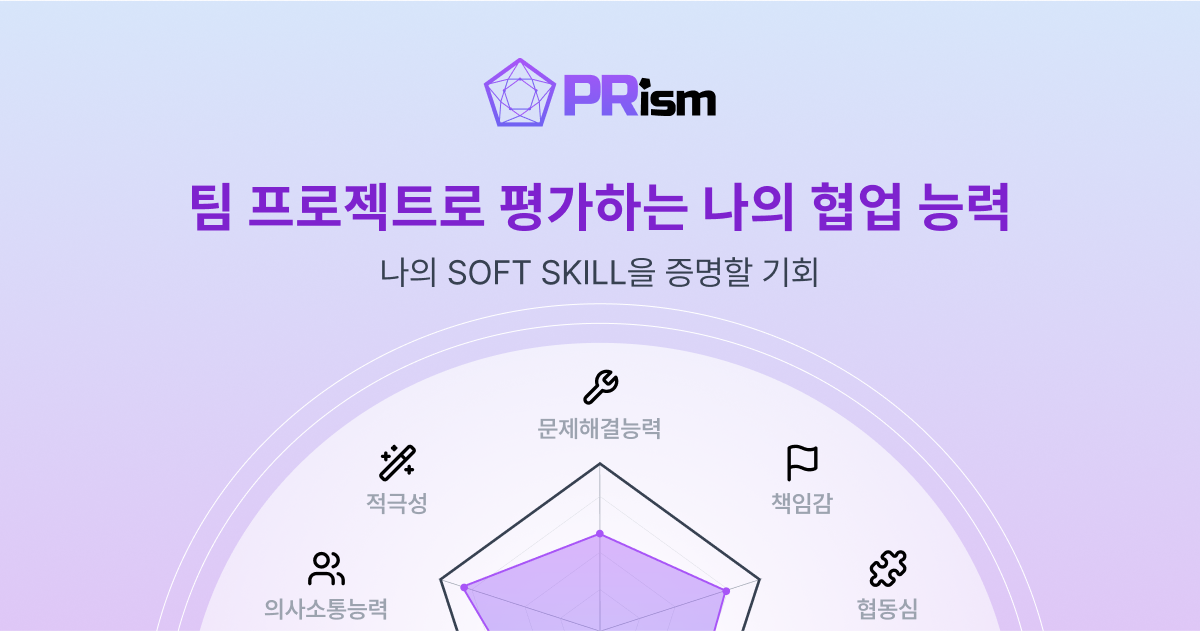 PRism
팀 프로젝트로 평가하는 나의 협업 능력
나의 SOFT SKILL을 증명할 기회
문제해결능력
적극성
책임감
의사소통능력
협동심